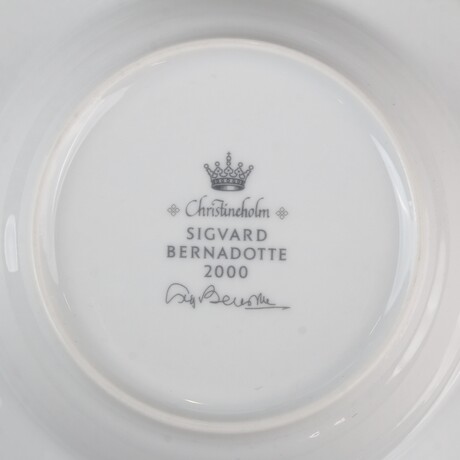 Christineholm
SIGVARD
BERNADOTTE
2000